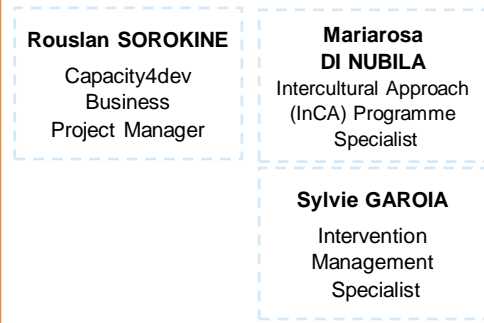 Rouslan SOROKINE
Capacity4dev
Business
Project Manager
Mariarosa
DI NUBILA
Intercultural Approach
(InCA) Programme
Specialist
Sylvie GAROIA
Intervention
Management
Specialist